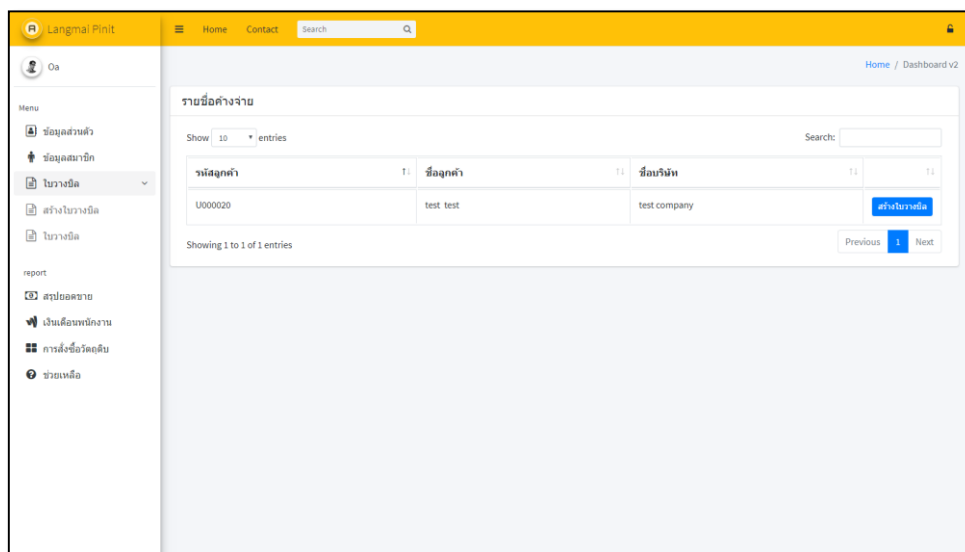 Langmai Pinit
Home Contact Search
Oa
Home / Dashboard v2
Menu
ข้อมูลส่วนตัว
ข้อมูลสมาชิก
ใบวางบิล
สร้างใบวางบิล
ใบวางบิล
report
สรุปยอดขาย
เงินเดือนพนักงาน
การสั่งซื้อวัตถุดิบ
ช่วยเหลือ
รายชื่อค้างจ่าย
Show 10 entries Search:
รหัสลูกค้า ชื่อลูกค้า ชื่อบริษัท
U000020 test test test company สร้างใบวางบิล
Showing 1 to 1 of 1 entries Previous 1 Next